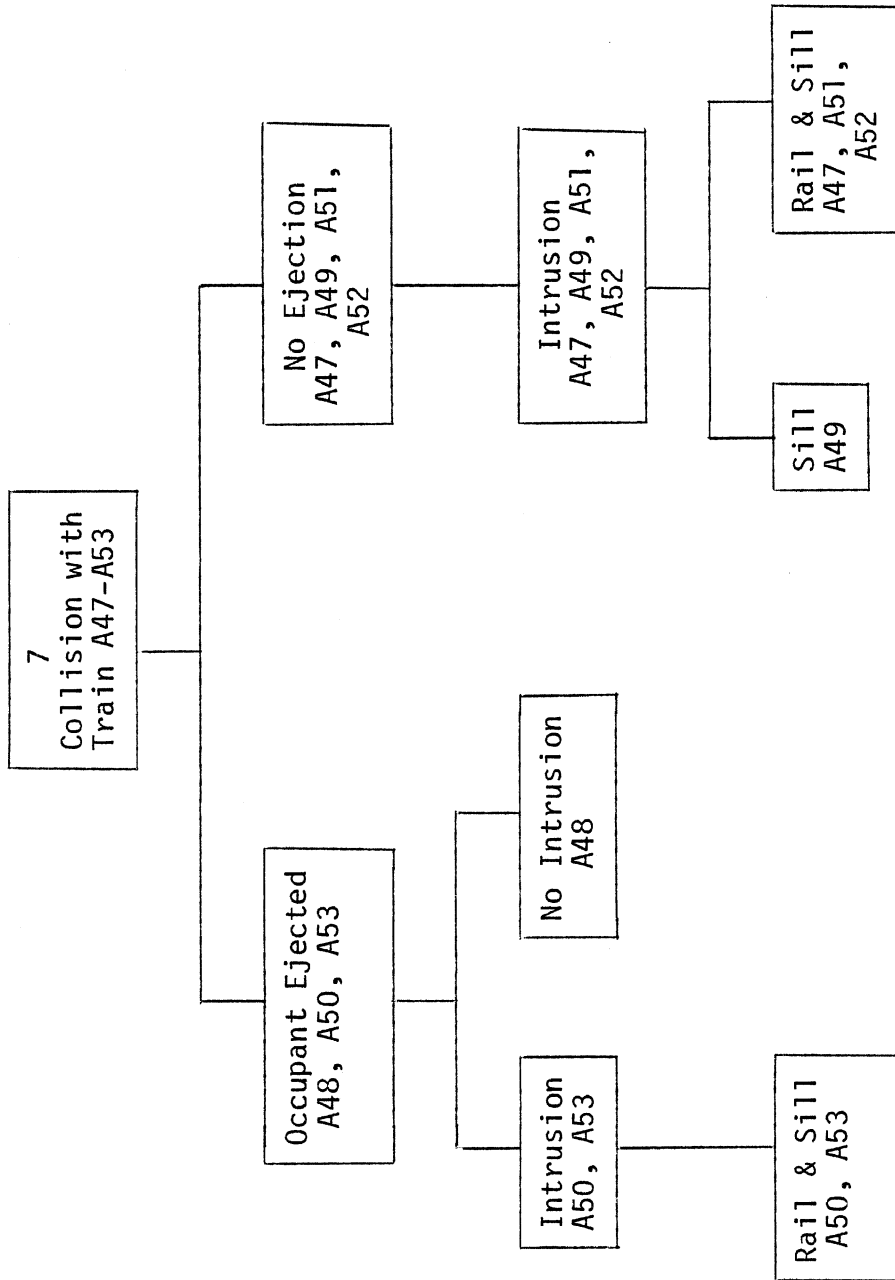 7
Collision with
Train A47-A53
Occupant Ejected
A48, A50, A53
No Ejection
A47, A49, A51,
A52
Intrusion
A50, A53
No Intrusion
A48
Intrusion
A47, A49, A51,
A52
Rail & Sill
A50, A53
Sill
A49
Rail & Sill
A47, A51,
A52